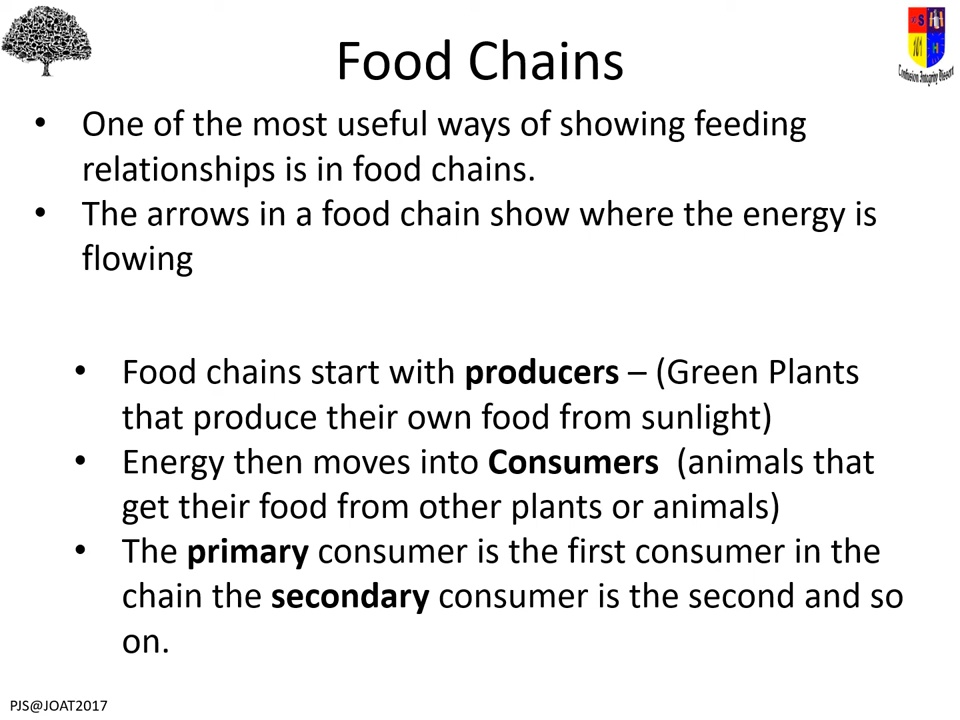 Food Chains
• One of the most useful ways of showing feeding
relationships is in food chains.
• The arrows in a food chain show where the energy is
flowing
• Food chains start with producers – (Green Plants
that produce their own food from sunlight)
• Energy then moves into Consumers (animals that
get their food from other plants or animals)
• The primary consumer is the first consumer in the
chain the secondary consumer is the second and so
on.
PJS@JOAT2017